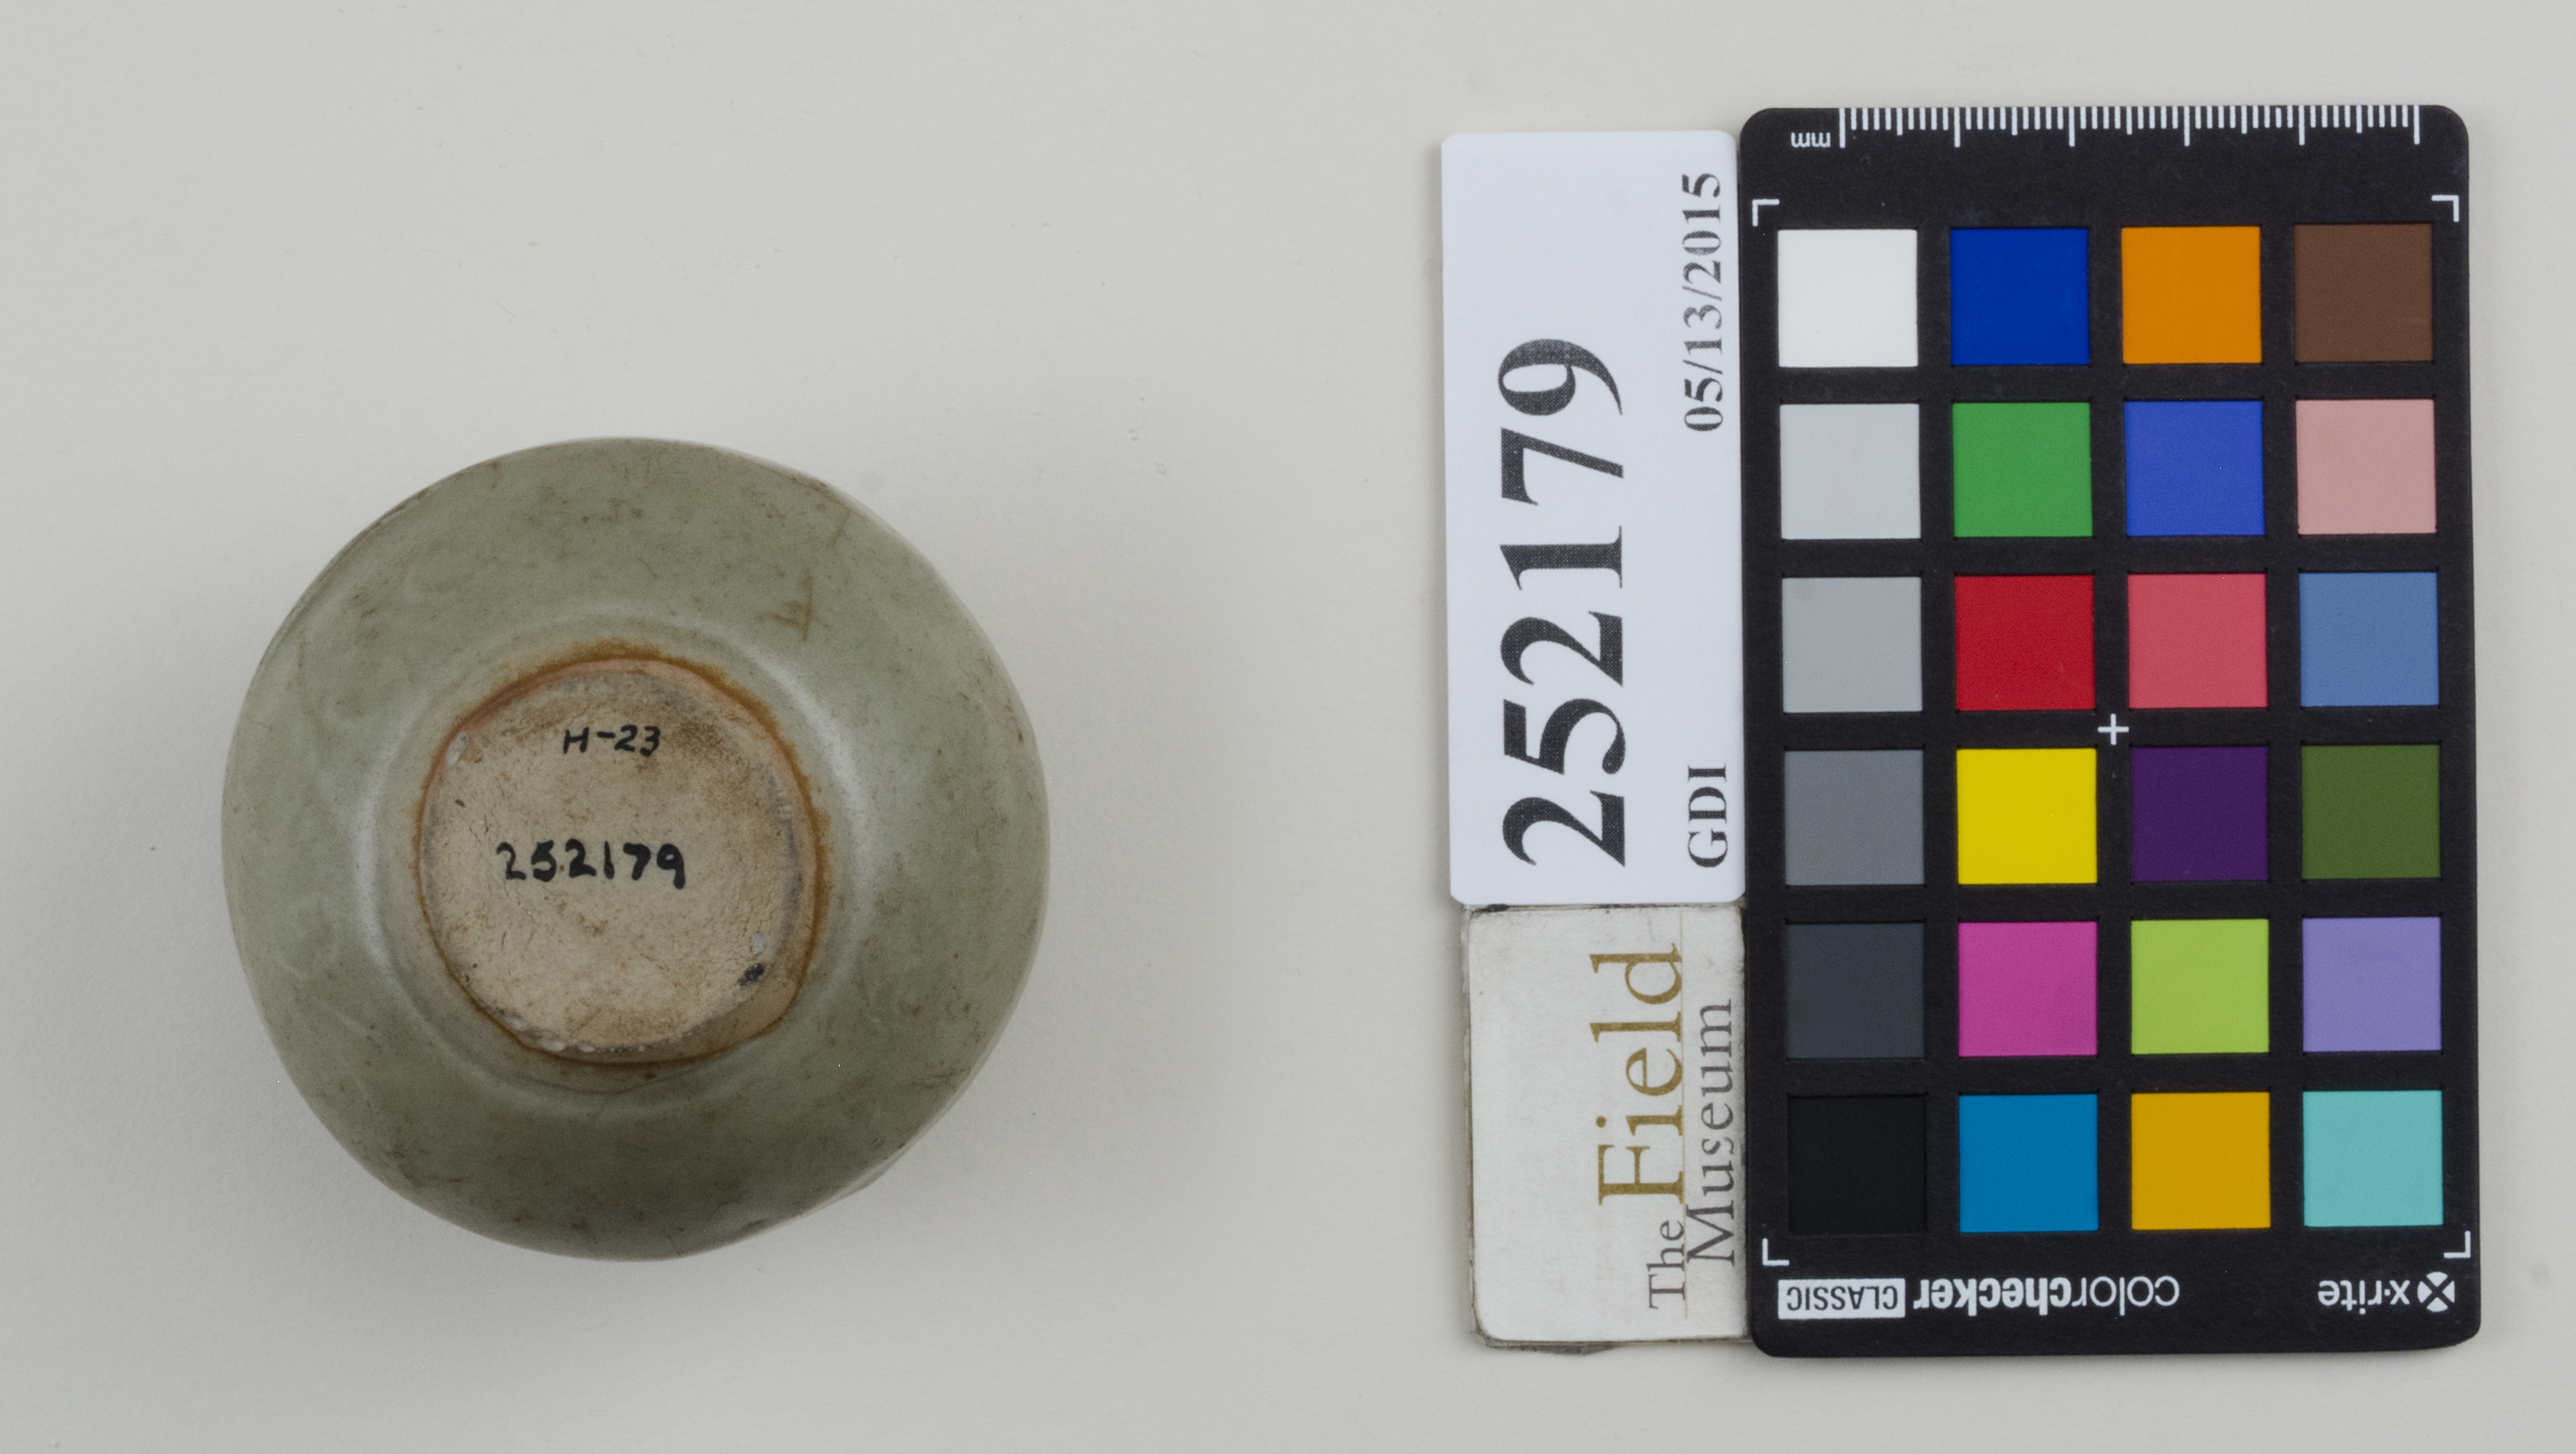 H-23
252179
252179
GDI 05/13/2015
The Field
Museum
mm
colorchecker CLASSIC
x-rite